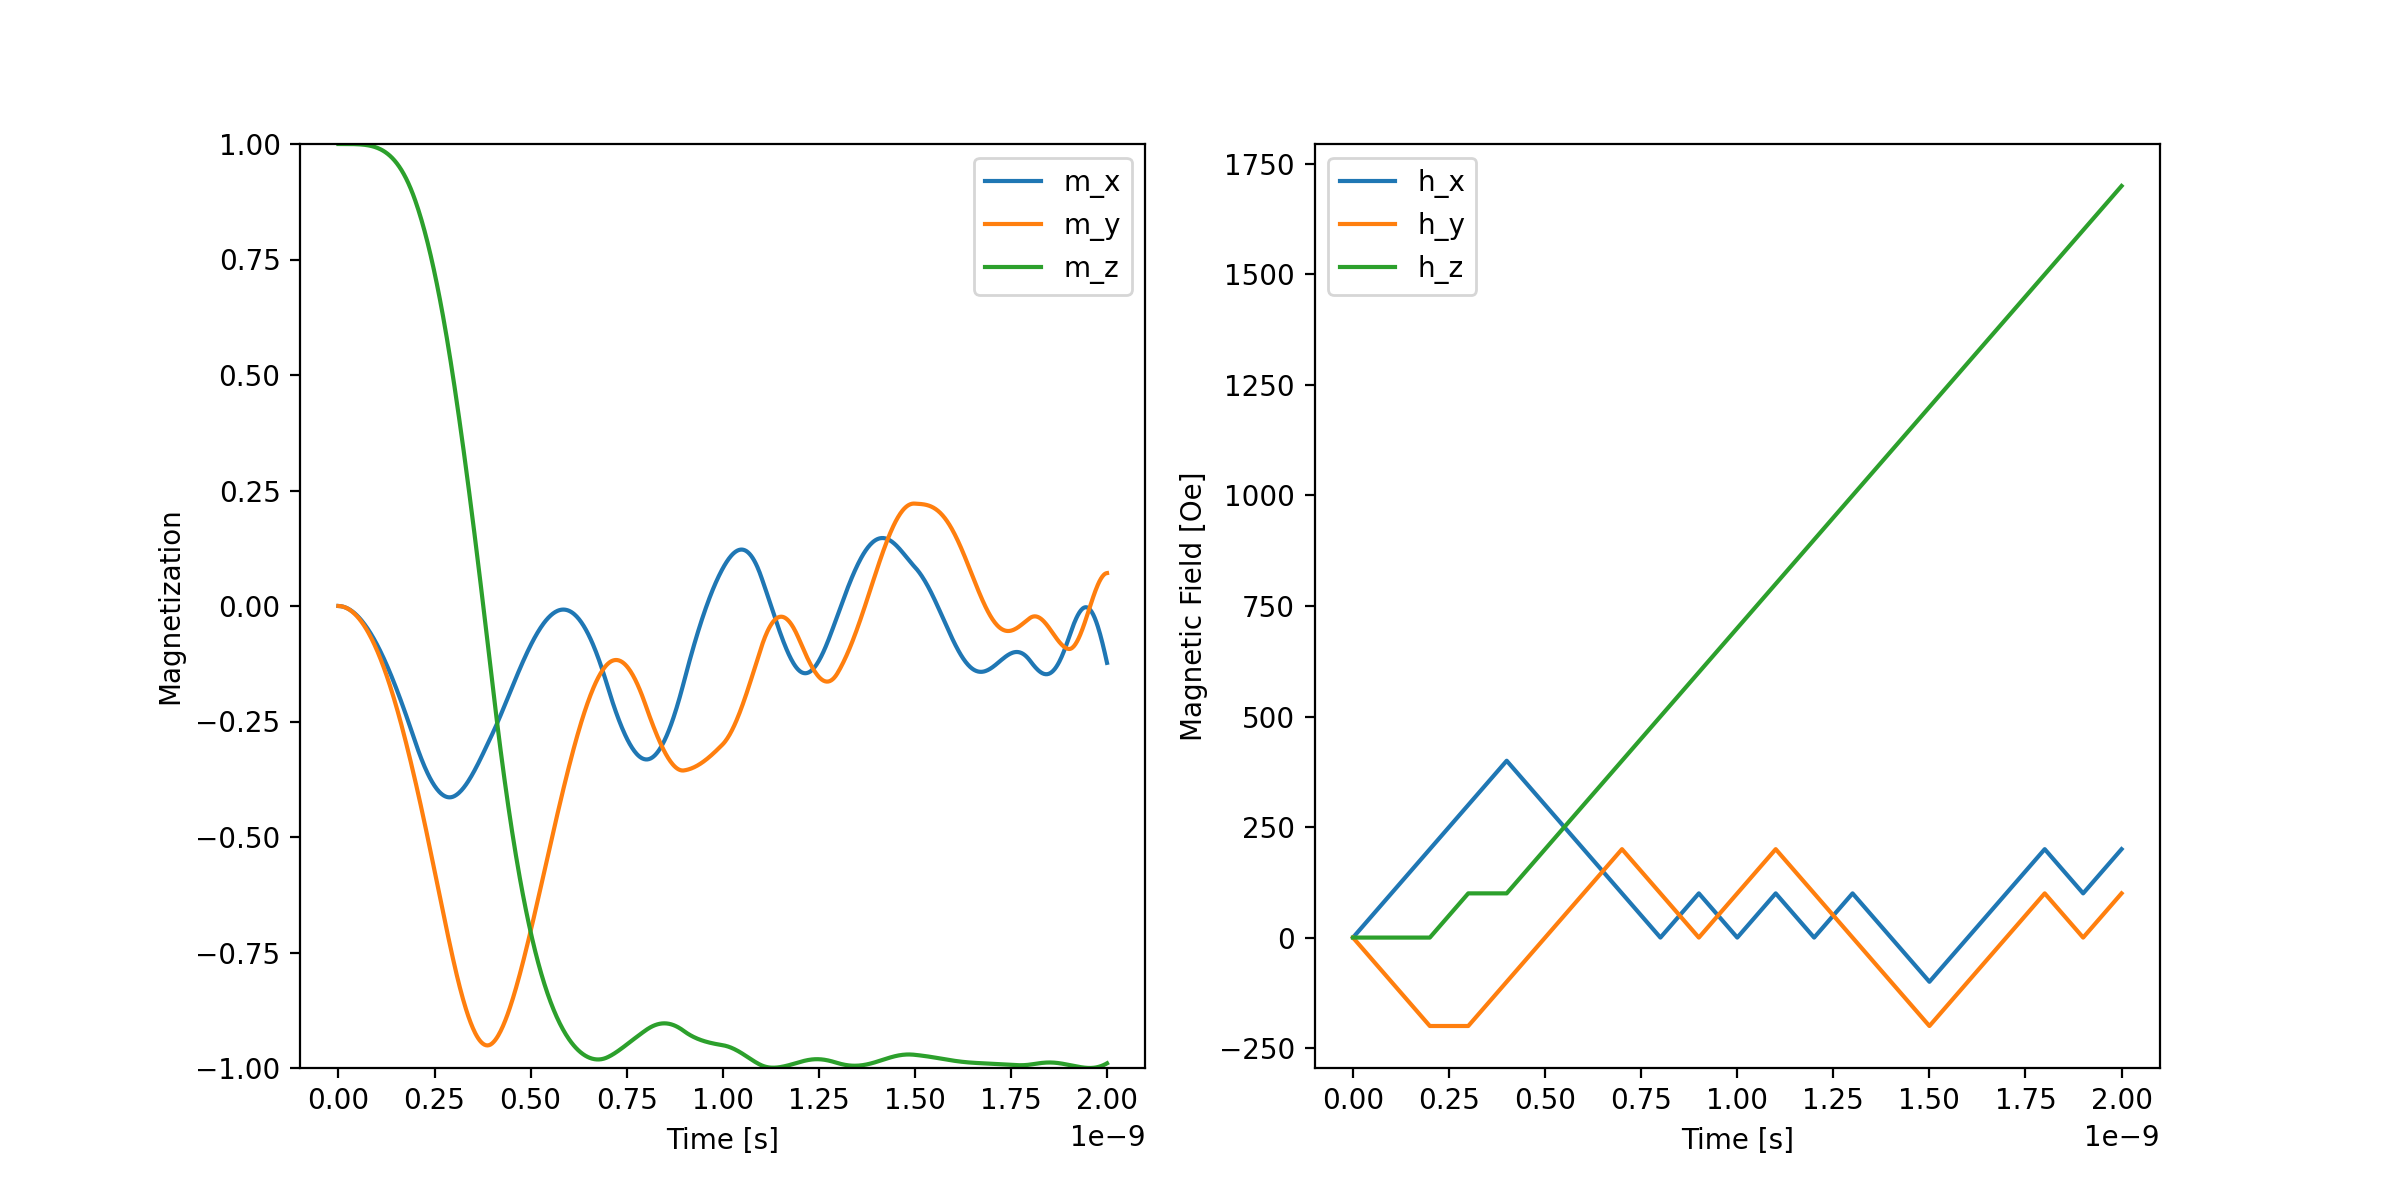 1.00
0.75
0.50
0.25
0.00
−0.25
−0.50
−0.75
−1.00
Magnetization
m_x
m_y
m_z
0.00 0.25 0.50 0.75 1.00 1.25 1.50 1.75 2.00
Time [s]
1e−9
1750
1500
1250
1000
750
500
250
0
−250
Magnetic Field [Oe]
h_x
h_y
h_z
0.00 0.25 0.50 0.75 1.00 1.25 1.50 1.75 2.00
Time [s]
1e−9